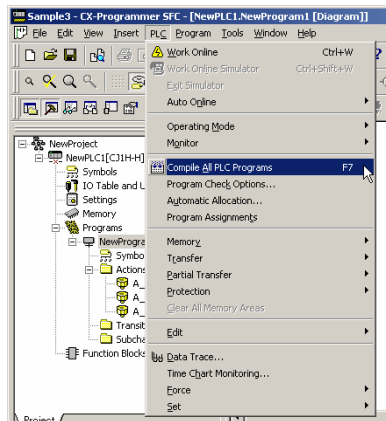 Sample3 - CX-Programmer SFC - [NewPLC1.NewProgram1 [Diagram]]
File Edit View Insert PLC Program Tools Window Help
Work Online Ctrl+W
Work Online Simulator Ctrl+Shift+W
Exit Simulator
Auto Online
Operating Mode
Monitor
Compile All PLC Programs F7
Program Check Options...
Automatic Allocation...
Program Assignments
Memory
Transfer
Partial Transfer
Protection
Clear All Memory Areas
Edit
Data Trace...
Time Chart Monitoring...
Force
Set
NewProject
NewPLC1[CJ1H-H]
Symbols
IO Table and U
Settings
Memory
Programs
NewProgra
Symbo
Actions
A_
A_
A_
Transit
Subcha
Function Blocks
Project